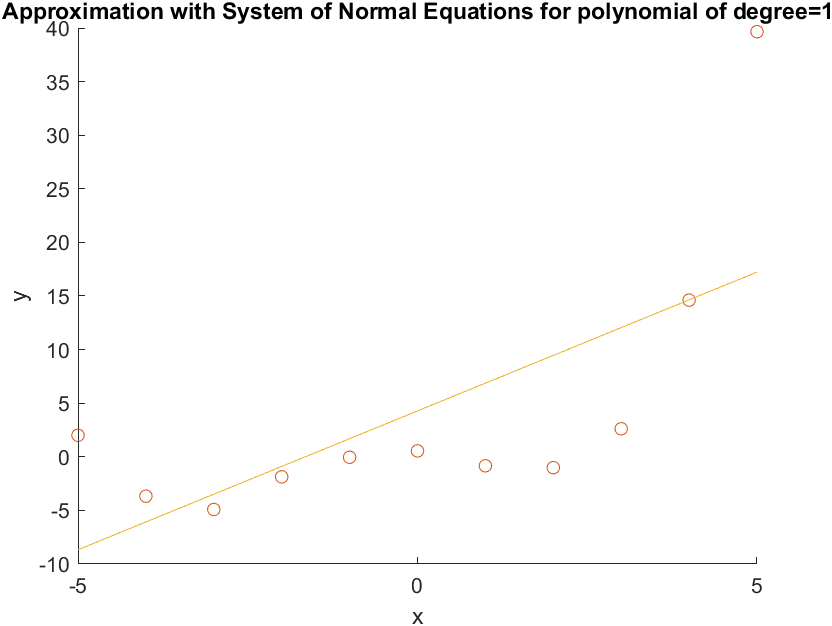 Approximation with System of Normal Equations for polynomial of degree=1
40
35
30
25
20
15
10
5
0
-5
-10
-5 0 5
y
x